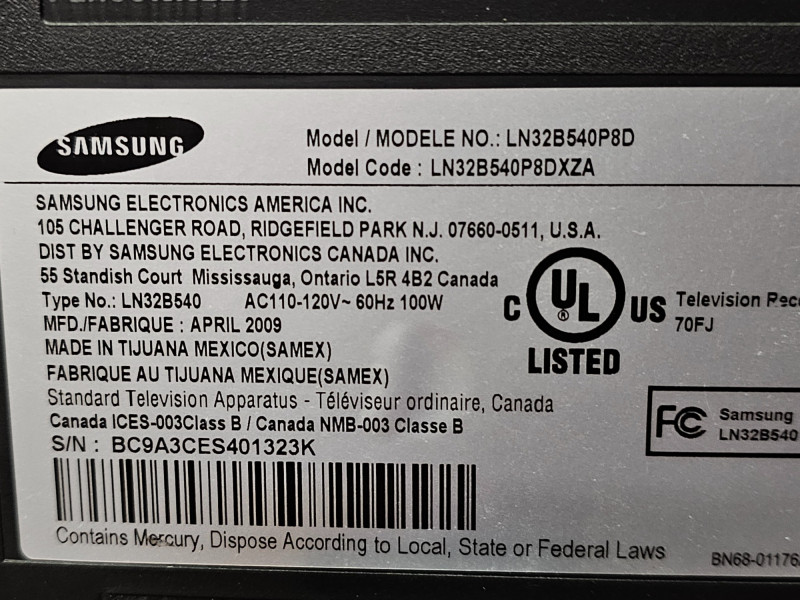 SAMSUNG
Model / MODELE NO.: LN32B540P8D
Model Code : LN32B540P8DXZA
SAMSUNG ELECTRONICS AMERICA INC.
105 CHALLENGER ROAD, RIDGEFIELD PARK N.J. 07660-0511, U.S.A.
DIST BY SAMSUNG ELECTRONICS CANADA INC.
55 Standish Court Mississauga, Ontario L5R 4B2 Canada
Type No.: LN32B540 AC110-120V~ 60Hz 100W
MFD./FABRIQUE : APRIL 2009
MADE IN TIJUANA MEXICO(SAMEX)
FABRIQUE AU TIJUANA MEXIQUE(SAMEX)
Standard Television Apparatus - Téléviseur ordinaire, Canada
Canada ICES-003Class B / Canada NMB-003 Classe B
S/N : BC9A3CES401323K
Contains Mercury, Dispose According to Local, State or Federal Laws
C UL ® US
LISTED
Television
70FJ
FC Samsung
LN32B540
BN68-01176